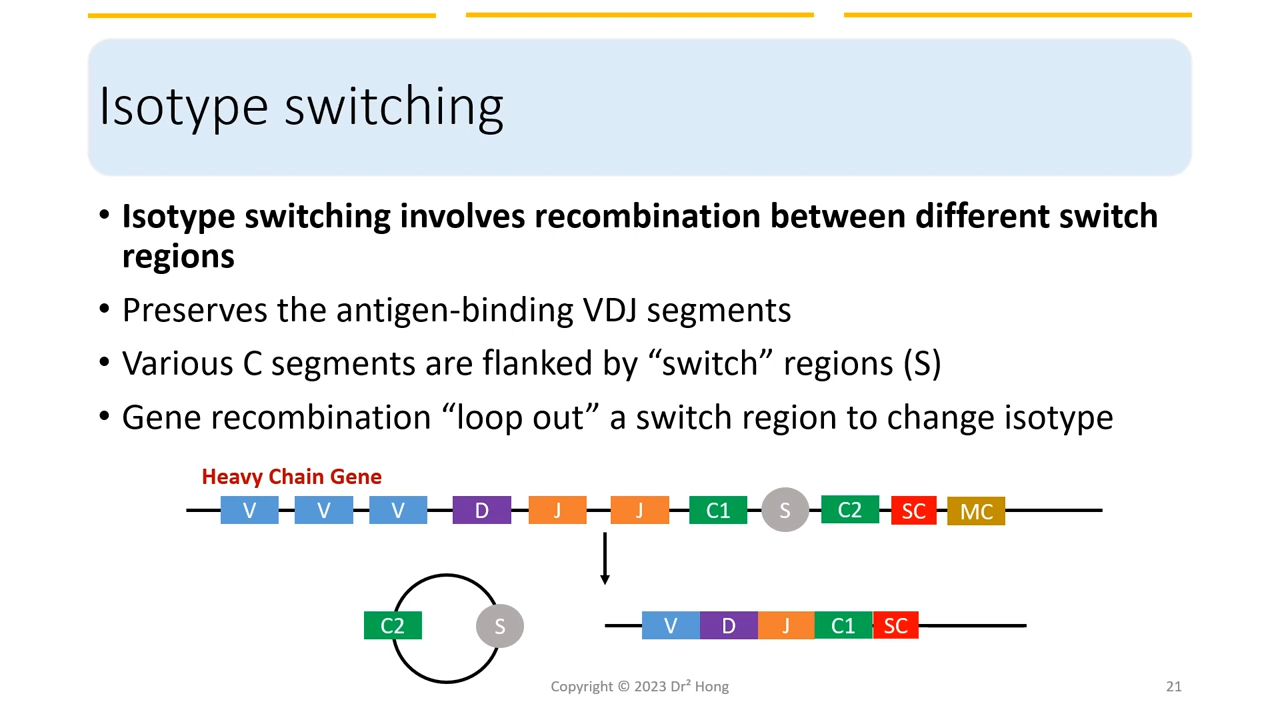 Isotype switching
• Isotype switching involves recombination between different switch
regions
• Preserves the antigen-binding VDJ segments
• Various C segments are flanked by “switch” regions (S)
• Gene recombination “loop out” a switch region to change isotype
Heavy Chain Gene
V V V D J J C1 S C2 SC MC
C2 S V D J C1 SC
Copyright © 2023 Dr² Hong 21